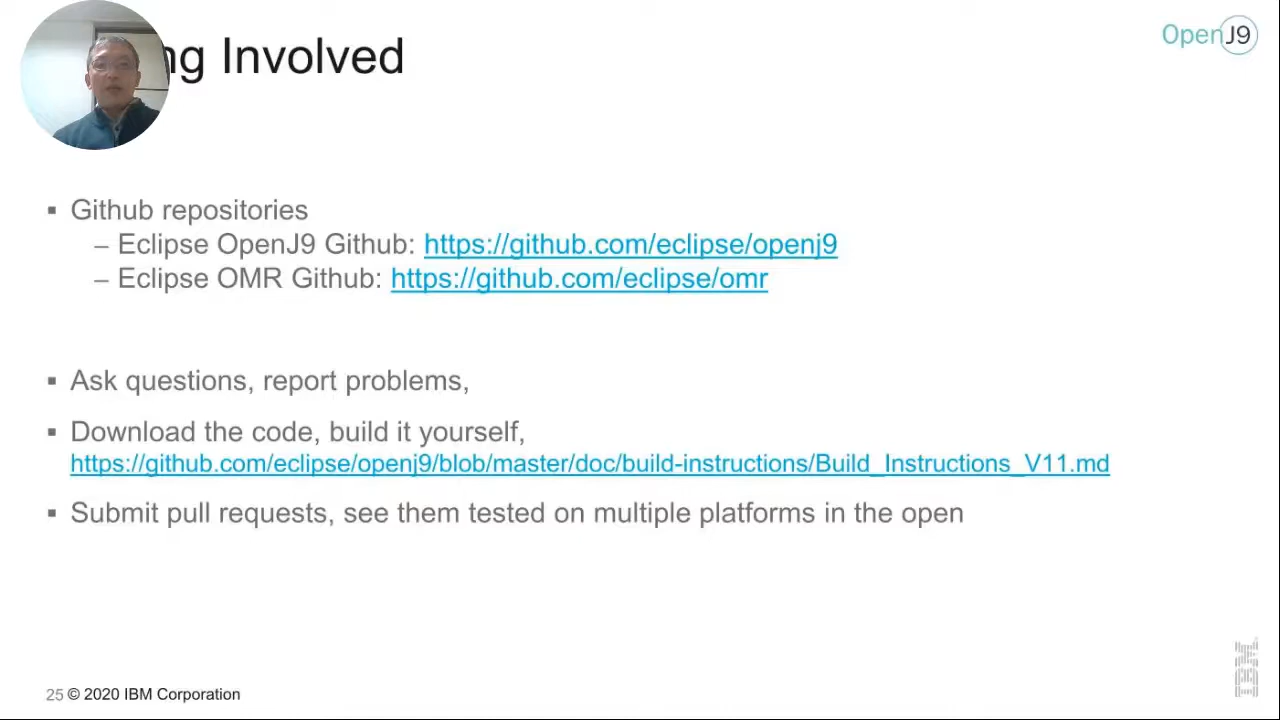 ng Involved
OpenJ9
▪ Github repositories
– Eclipse OpenJ9 Github: https://github.com/eclipse/openj9
– Eclipse OMR Github: https://github.com/eclipse/omr
▪ Ask questions, report problems,
▪ Download the code, build it yourself,
https://github.com/eclipse/openj9/blob/master/doc/build-instructions/Build_Instructions_V11.md
▪ Submit pull requests, see them tested on multiple platforms in the open
25 © 2020 IBM Corporation
IBM